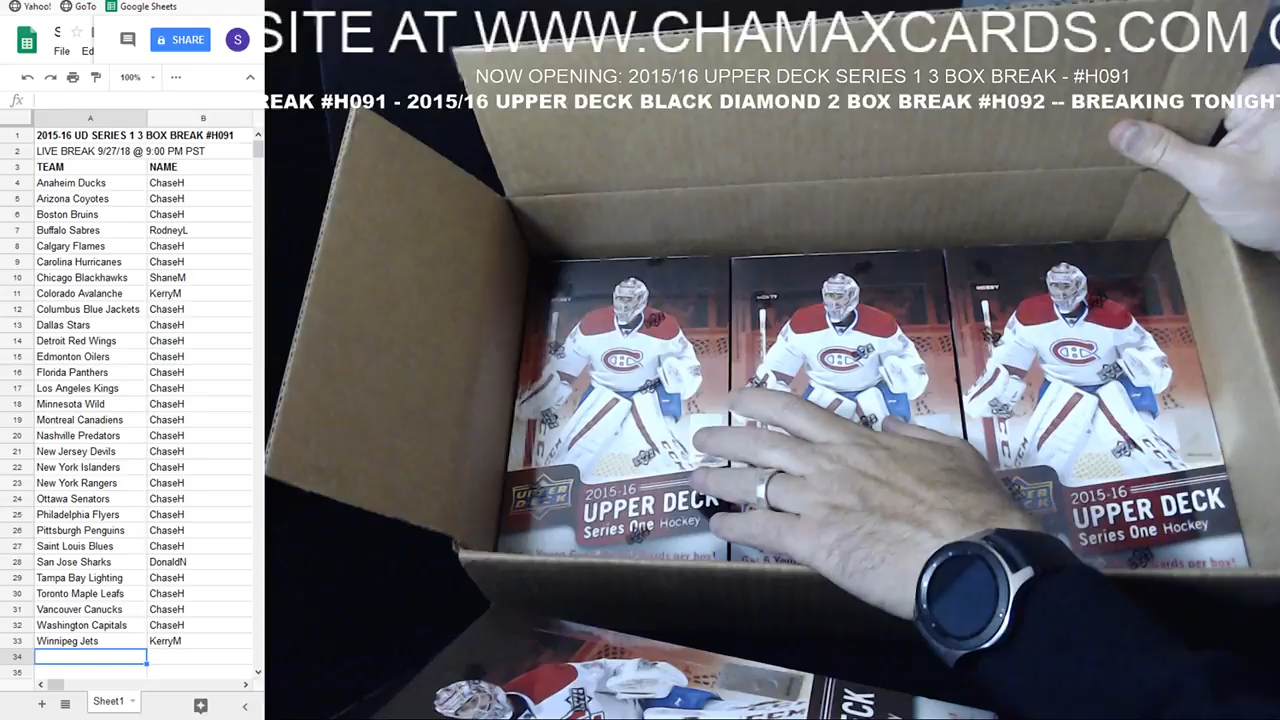 Yahoo! GoTo Google Sheets
S
File Ed
SHARE
S
100%
fx
A B
1 2015-16 UD SERIES 1 3 BOX BREAK #H091
2 LIVE BREAK 9/27/18 @ 9:00 PM PST
3 TEAM NAME
4 Anaheim Ducks ChaseH
5 Arizona Coyotes ChaseH
6 Boston Bruins ChaseH
7 Buffalo Sabres RodneyL
8 Calgary Flames ChaseH
9 Carolina Hurricanes ChaseH
10 Chicago Blackhawks ShaneM
11 Colorado Avalanche KerryM
12 Columbus Blue Jackets ChaseH
13 Dallas Stars ChaseH
14 Detroit Red Wings ChaseH
15 Edmonton Oilers ChaseH
16 Florida Panthers ChaseH
17 Los Angeles Kings ChaseH
18 Minnesota Wild ChaseH
19 Montreal Canadiens ChaseH
20 Nashville Predators ChaseH
21 New Jersey Devils ChaseH
22 New York Islanders ChaseH
23 New York Rangers ChaseH
24 Ottawa Senators ChaseH
25 Philadelphia Flyers ChaseH
26 Pittsburgh Penguins ChaseH
27 Saint Louis Blues ChaseH
28 San Jose Sharks DonaldN
29 Tampa Bay Lighting ChaseH
30 Toronto Maple Leafs ChaseH
31 Vancouver Canucks ChaseH
32 Washington Capitals ChaseH
33 Winnipeg Jets KerryM
34
35
Sheet1
SITE AT WWW.CHAMAXCARDS.COM
NOW OPENING: 2015/16 UPPER DECK SERIES 1 3 BOX BREAK - #H091
REAK #H091 - 2015/16 UPPER DECK BLACK DIAMOND 2 BOX BREAK #H092 -- BREAKING TONIGHT
UPPER DECK
2015-16
UPPER DECK
Series One Hockey
2015-16
UPPER DECK
Series One Hockey
cards per box!